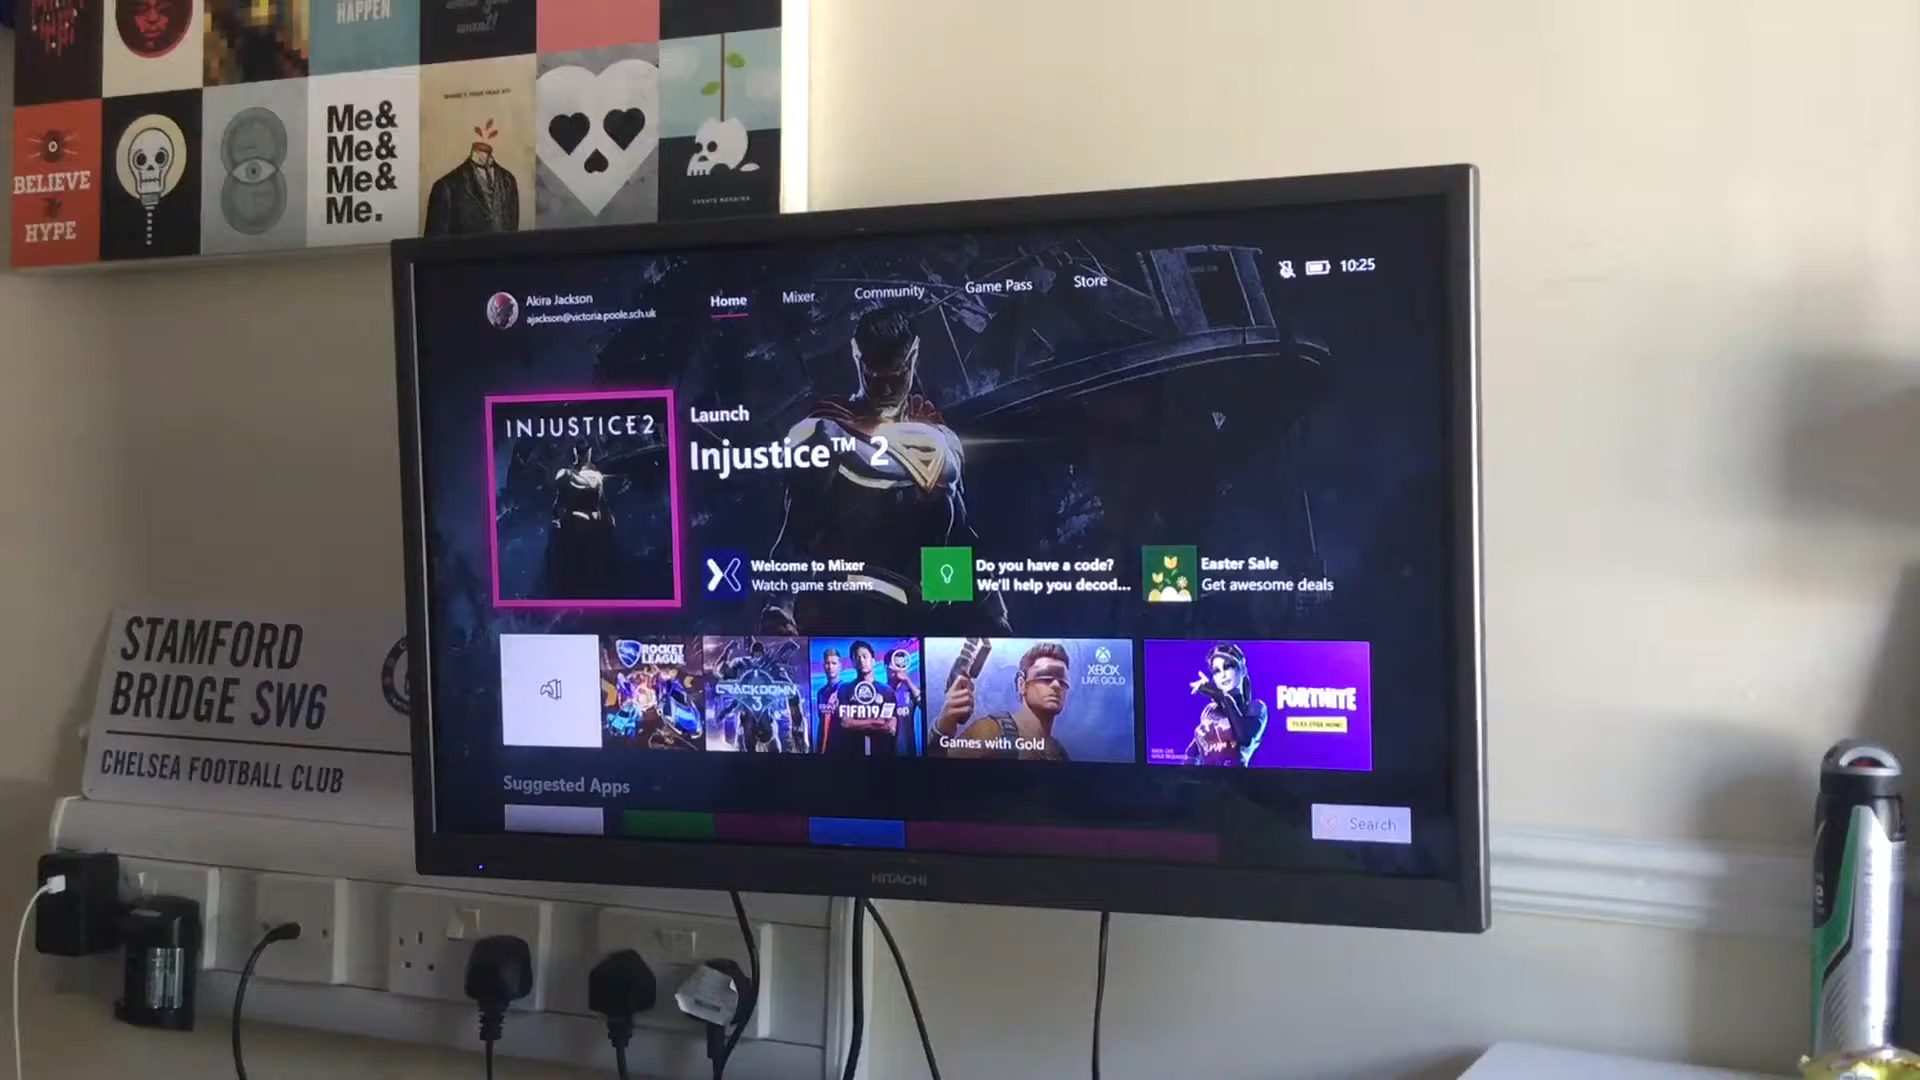 HAPPEN
want!
BELIEVE
HYPE
Me&
Me&
Me&
Me.
10:25
Akira Jackson
ajackson@victoria.poole.sch.uk
Home
Mixer
Community
Game Pass
Store
INJUSTICE 2
Launch
Injustice™ 2
Welcome to Mixer
Watch game streams
Do you have a code?
We'll help you decod...
Easter Sale
Get awesome deals
ROCKET
LEAGUE
CRACKDOWN
3
EA
SPORTS
FIFA19
XBOX
LIVE GOLD
Games with Gold
FORTNITE
Suggested Apps
Search
HITACHI
STAMFORD
BRIDGE SW6
CHELSEA FOOTBALL CLUB